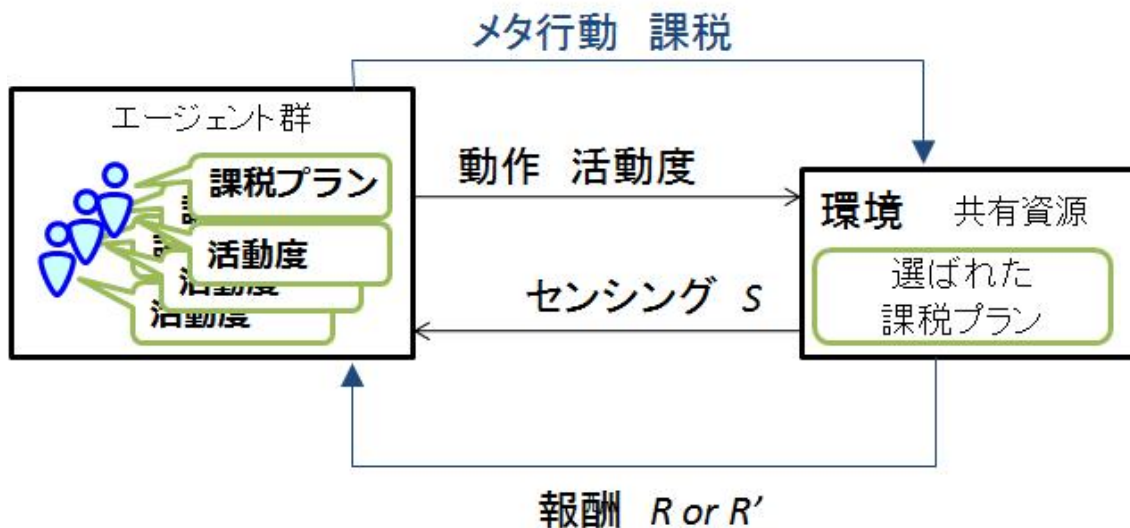 メタ行動 課税
エージェント群
課税プラン
活動度
活動度
活動度
動作 活動度
センシング S
環境 共有資源
選ばれた
課税プラン
報酬 R or R’